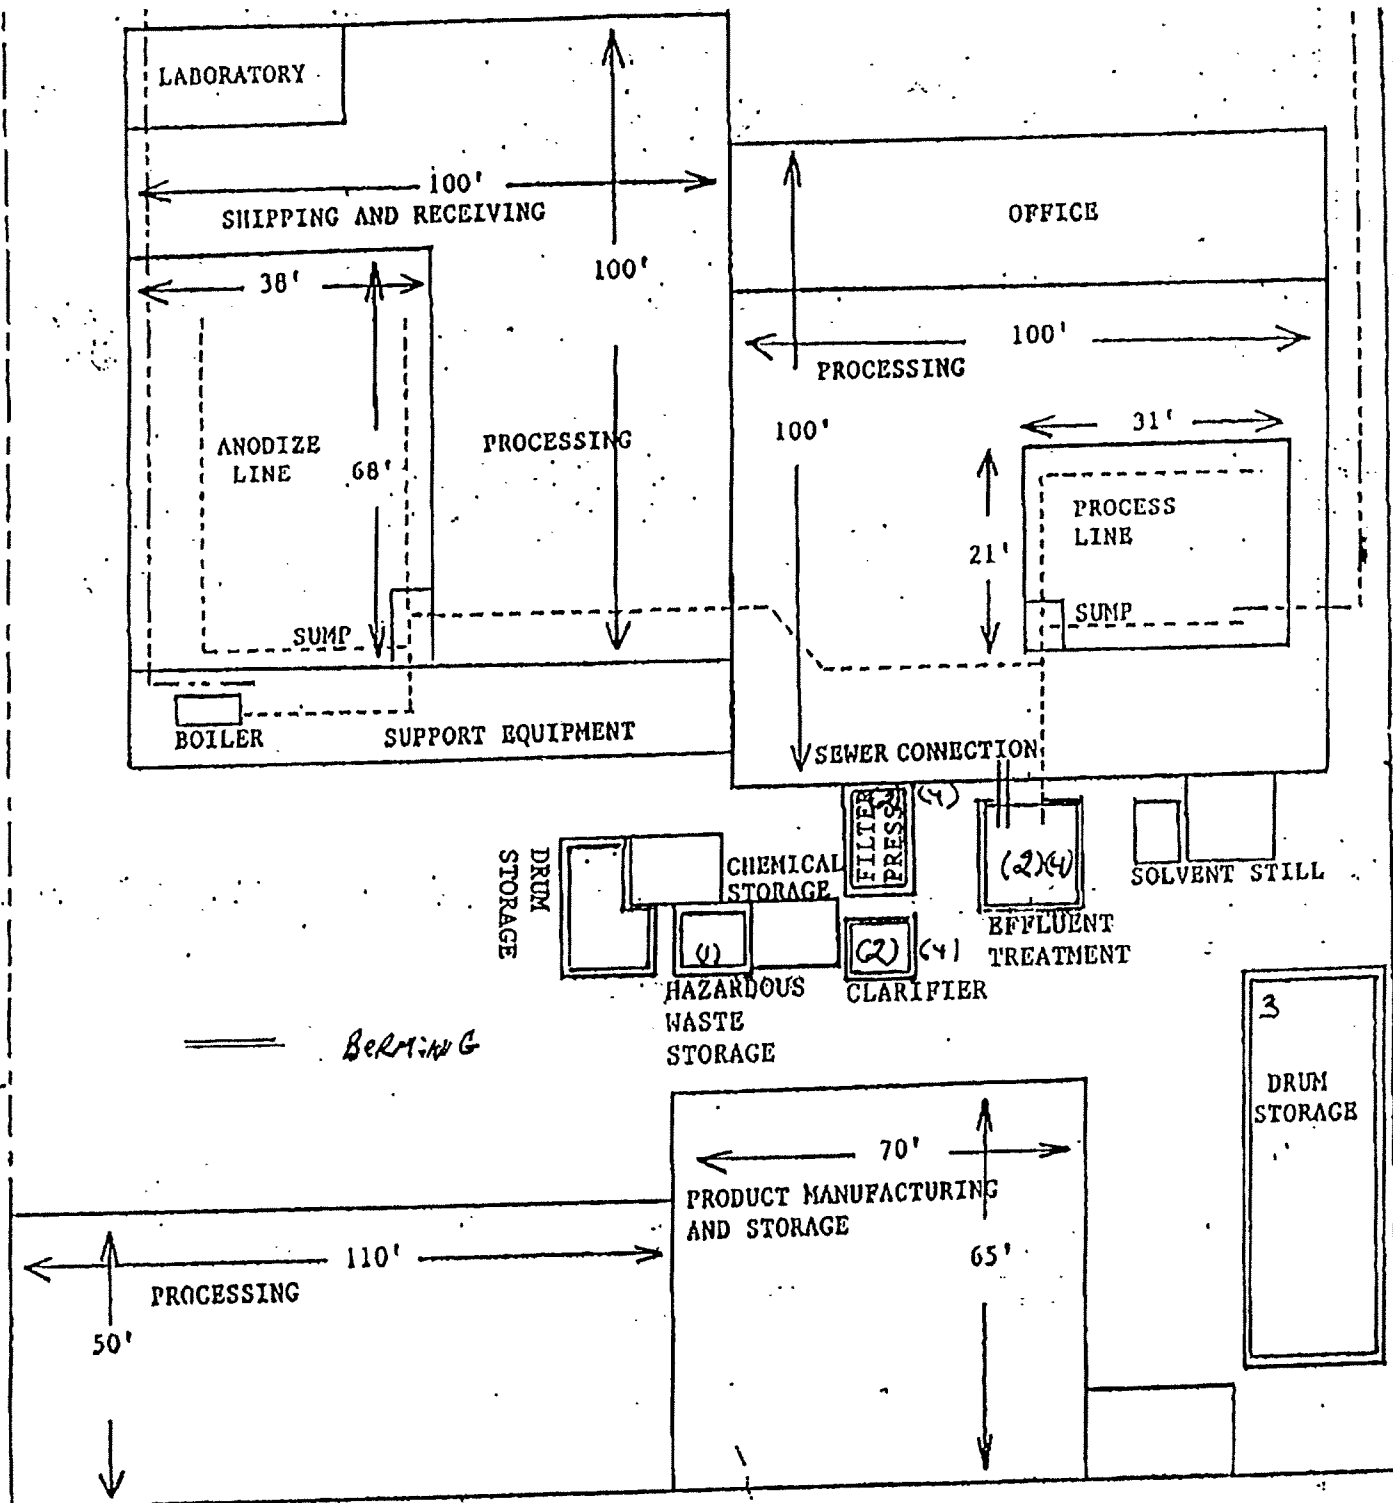 LABORATORY
100'
SHIPPING AND RECEIVING
38'
100'
ANODIZE
LINE
68'
PROCESSING
SUMP
BOILER
SUPPORT EQUIPMENT
OFFICE
100'
PROCESSING
100'
31'
21'
PROCESS
LINE
SUMP
SEWER CONNECTION
FILTER
PRESS
(2)
(4)
(2)(4)
EFFLUENT
TREATMENT
SOLVENT STILL
DRUM
STORAGE
CHEMICAL
STORAGE
(1)
HAZARDOUS
WASTE
STORAGE
(2) (4)
CLARIFIER
BERMING
3
DRUM
STORAGE
70'
PRODUCT MANUFACTURING
AND STORAGE
65'
110'
PROCESSING
50'